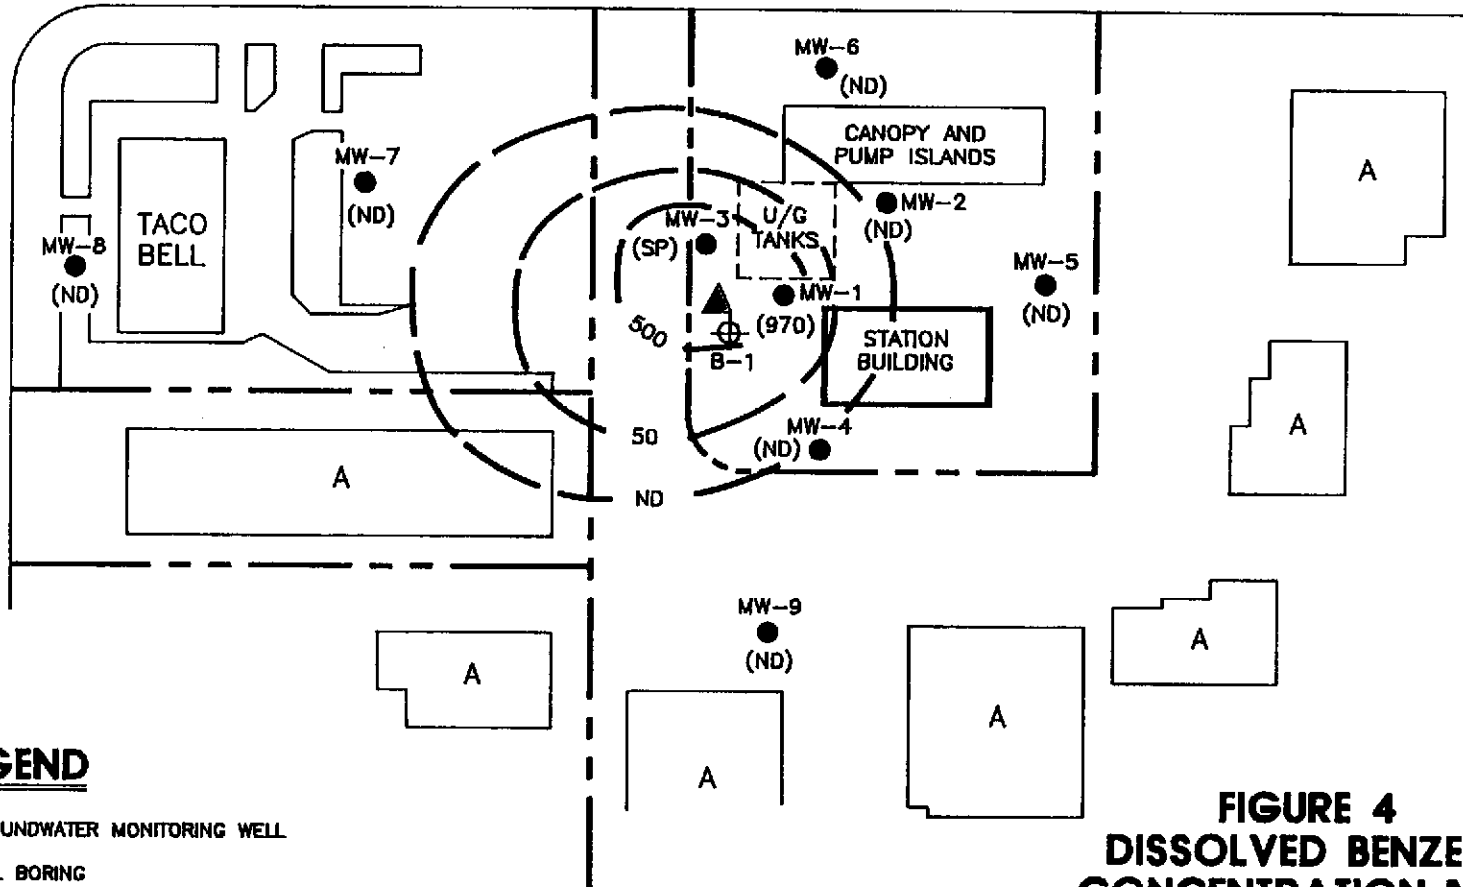 MW-6
(ND)
CANOPY AND
PUMP ISLANDS
A
MW-7
(ND)
TACO
BELL
MW-8
(ND)
MW-3
(SP)
U/G
TANKS
MW-2
(ND)
MW-5
(ND)
MW-1
(970)
500
B-1
STATION
BUILDING
A
50
MW-4
(ND)
A
ND
MW-9
(ND)
A
A
A
A
GEND
UNDWATER MONITORING WELL
L BORING
FIGURE 4
DISSOLVED BENZE
CONCENTRATION